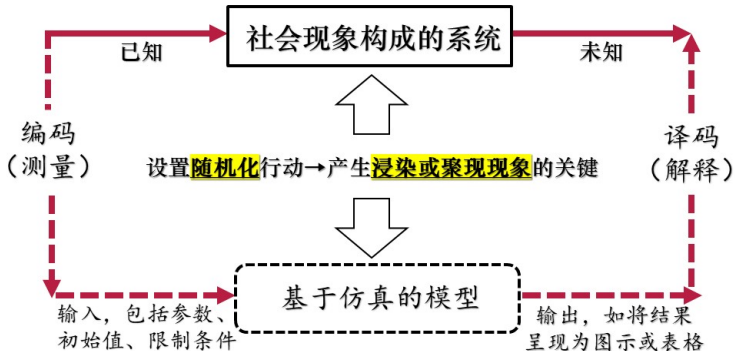 社会现象构成的系统
已知
未知
编码
（测量）
设置随机化行动→产生浸染或聚现现象的关键
译码
（解释）
基于仿真的模型
输入，包括参数、
初始值、限制条件
输出，如将结果
呈现为图示或表格